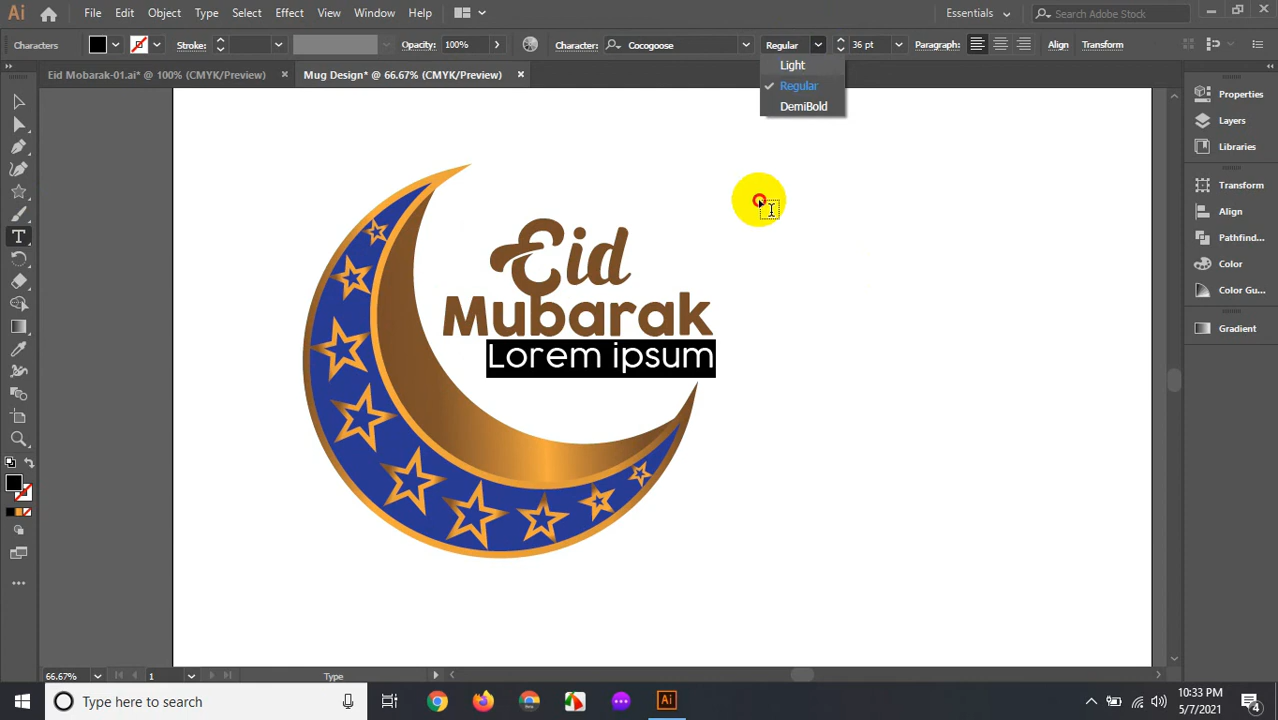 Ai File Edit Object Type Select Effect View Window Help Essentials Search Adobe Stock
Characters Stroke: Opacity: 100% Character: Cocogoose Regular 36 pt Paragraph: Align Transform
Light
Regular
DemiBold
Eid Mobarak-01.ai* @ 100% (CMYK/Preview) × Mug Design* @ 66.67% (CMYK/Preview) ×
Properties
Layers
Libraries
Transform
Align
Pathfind...
Color
Color Gu...
Gradient
Eid
Mubarak
Lorem ipsum
66.67% 1 Type
Type here to search
Ai
10:33 PM
5/7/2021
4